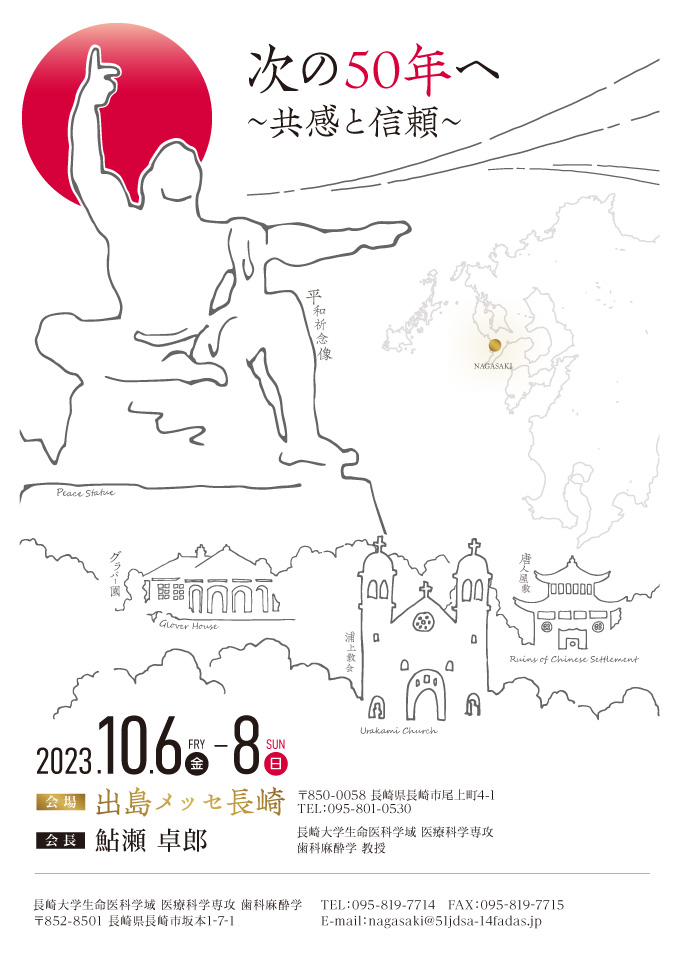 次の50年へ
~共感と信頼~
平和祈念像
NAGASAKI
Peace Statue
グラバー園
Glover House
浦上教会
Urakami Church
唐人屋敷
Ruins of Chinese Settlement
2023.10.6 FRY 金 – 8 SUN 日
会場 出島メッセ長崎
〒850-0058 長崎県長崎市尾上町4-1
TEL:095-801-0530
会長 鮎瀬 卓郎
長崎大学生命医科学域 医療科学専攻
歯科麻酔学 教授
長崎大学生命医科学域 医療科学専攻 歯科麻酔学
〒852-8501 長崎県長崎市坂本1-7-1
TEL:095-819-7714 FAX:095-819-7715
E-mail:nagasaki@51jdsa-14fadas.jp